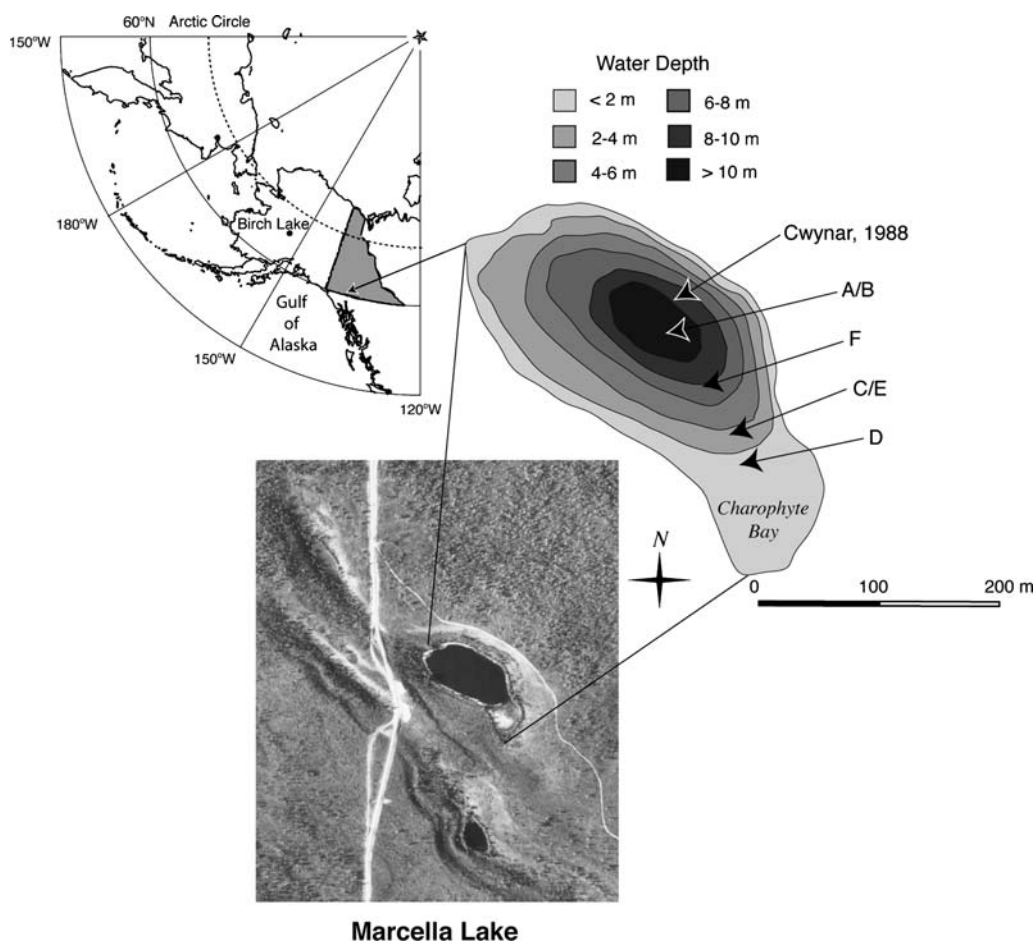 60°N
Arctic Circle
150°W
180°W
Birch Lake
Gulf
of
Alaska
150°W
120°W
Water Depth
< 2 m
6-8 m
2-4 m
8-10 m
4-6 m
> 10 m
Cwynar, 1988
A/B
F
C/E
D
Charophyte
Bay
N
0
100
200 m
Marcella Lake